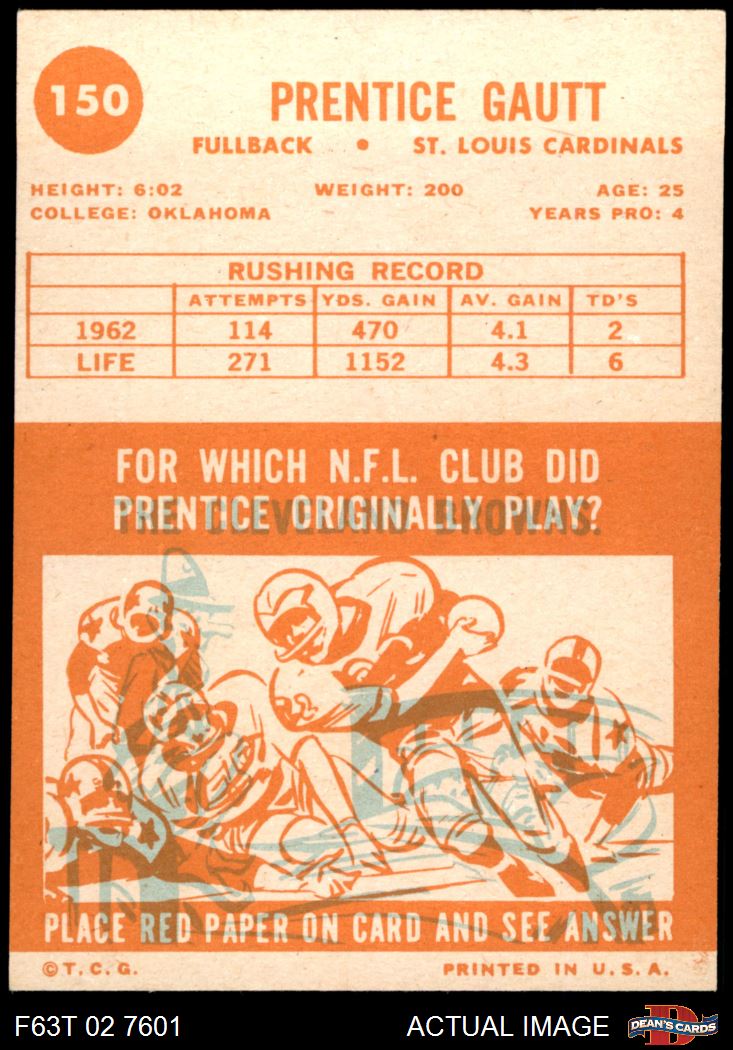 150
PRENTICE GAUTT
FULLBACK • ST. LOUIS CARDINALS
HEIGHT: 6:02 WEIGHT: 200 AGE: 25
COLLEGE: OKLAHOMA YEARS PRO: 4
RUSHING RECORD
ATTEMPTS YDS. GAIN AV. GAIN TD'S
1962 114 470 4.1 2
LIFE 271 1152 4.3 6
FOR WHICH N.F.L. CLUB DID
PRENTICE ORIGINALLY PLAY?
THE CLEVELAND BROWNS.
PLACE RED PAPER ON CARD AND SEE ANSWER
©T.C.G. PRINTED IN U.S.A.
F63T 02 7601 ACTUAL IMAGE D DEAN'S CARDS